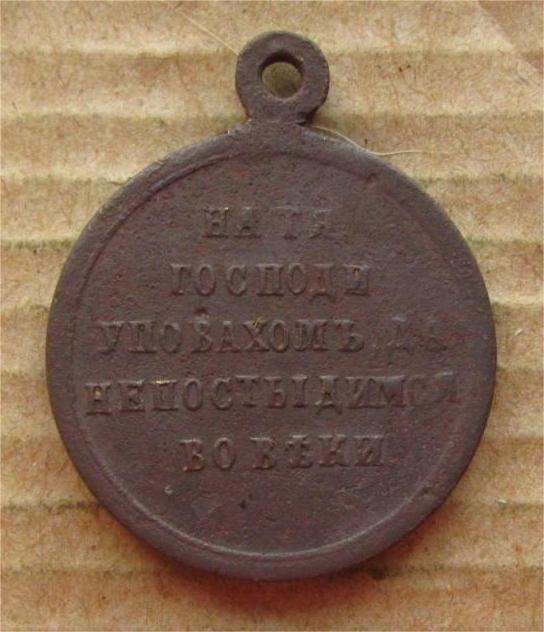 НА ТЯ
ГОСПОДИ
УПОВАХОМЪ, ДА
НЕПОСТЫДИМСЯ
ВО ВѢКИ